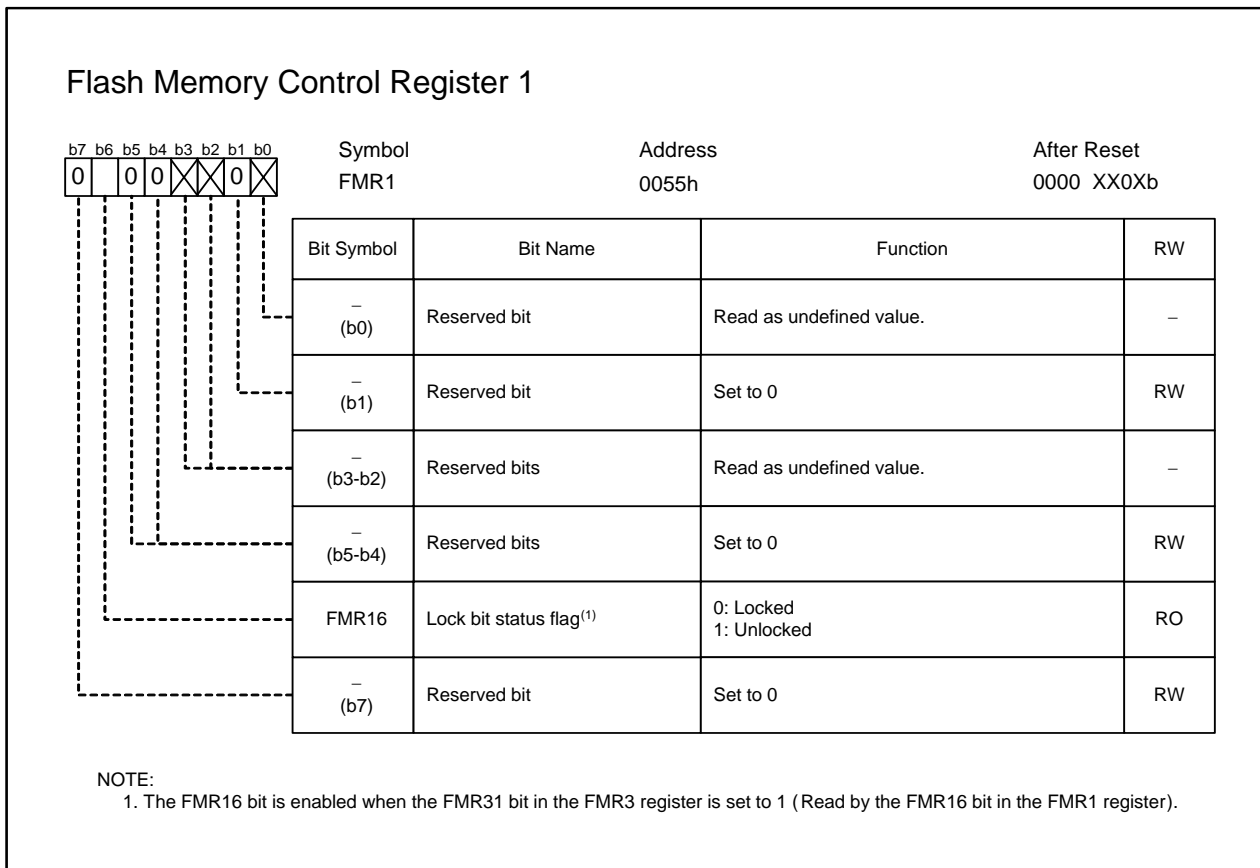 Flash Memory Control Register 1
b7 b6 b5 b4 b3 b2 b1 b0
0 0 0 0
Symbol Address After Reset
FMR1 0055h 0000 XX0Xb
Bit Symbol Bit Name Function RW
–
(b0) Reserved bit Read as undefined value. –
–
(b1) Reserved bit Set to 0 RW
–
(b3-b2) Reserved bits Read as undefined value. –
–
(b5-b4) Reserved bits Set to 0 RW
FMR16 Lock bit status flag(1) 0: Locked
1: Unlocked RO
–
(b7) Reserved bit Set to 0 RW
NOTE:
1. The FMR16 bit is enabled when the FMR31 bit in the FMR3 register is set to 1 (Read by the FMR16 bit in the FMR1 register).